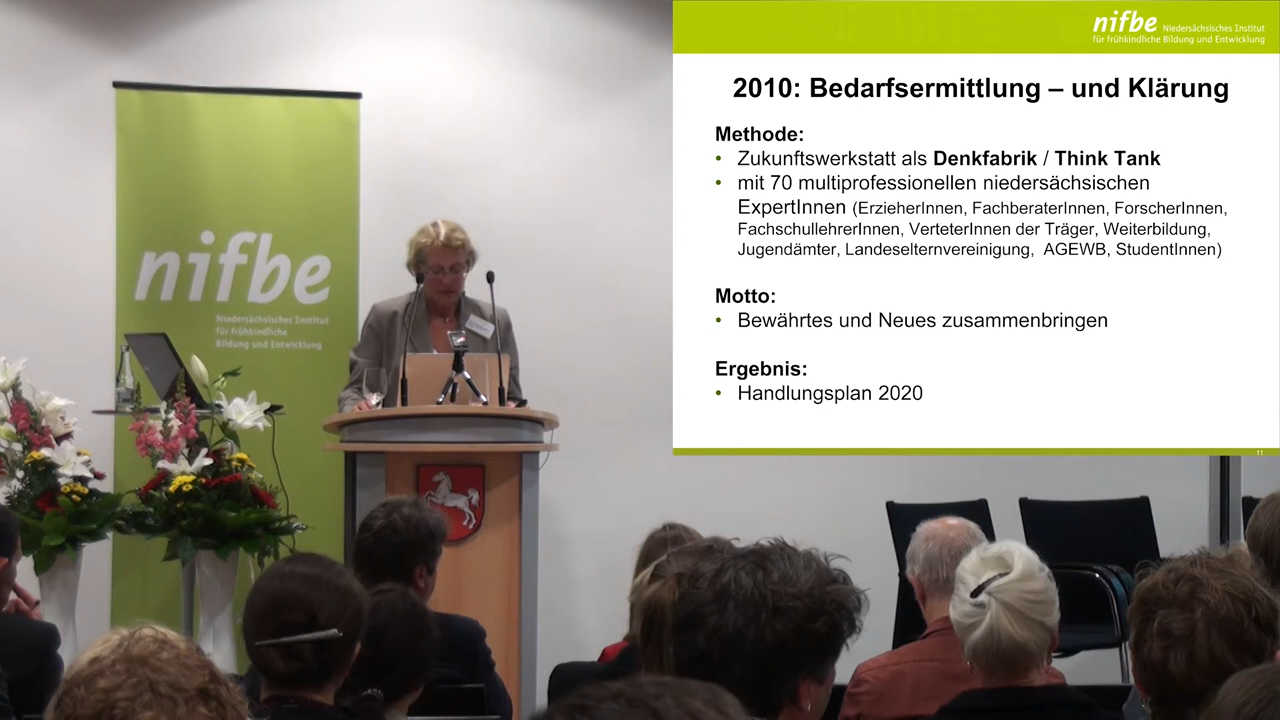 nifbe
Niedersächsisches Institut
für frühkindliche
Bildung und Entwicklung
nifbe Niedersächsisches Institut
für frühkindliche Bildung und Entwicklung
2010: Bedarfsermittlung – und Klärung
Methode:
• Zukunftswerkstatt als Denkfabrik / Think Tank
• mit 70 multiprofessionellen niedersächsischen
ExpertInnen (ErzieherInnen, FachberaterInnen, ForscherInnen,
FachschullehrerInnen, VerteterInnen der Träger, Weiterbildung,
Jugendämter, Landeselternvereinigung, AGEWB, StudentInnen)
Motto:
• Bewährtes und Neues zusammenbringen
Ergebnis:
• Handlungsplan 2020
11